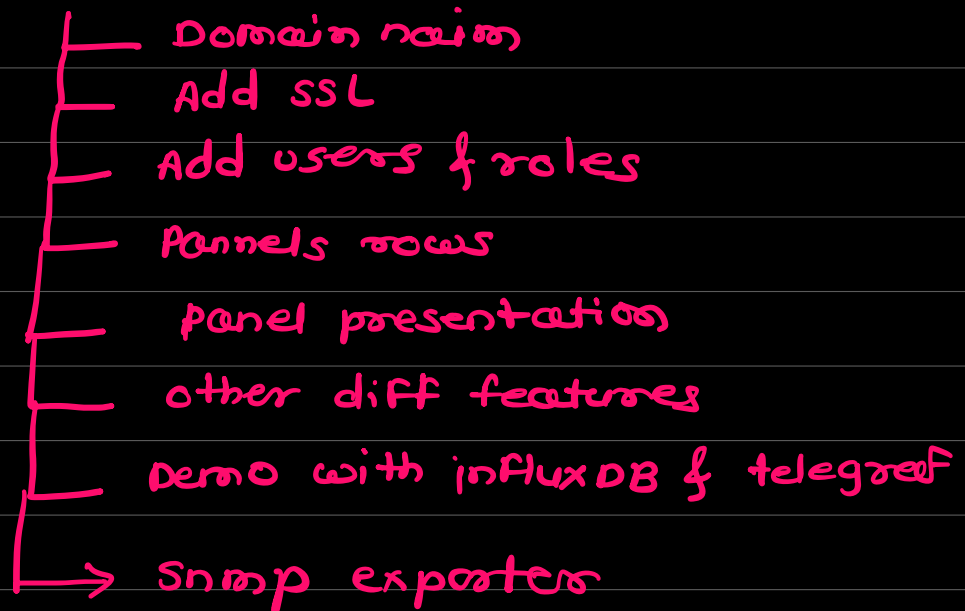 Domain naim
Add SSL
Add users & roles
Pannels rows
panel presentation
other diff features
Demo with influxDB & telegraf
Snmp exporter